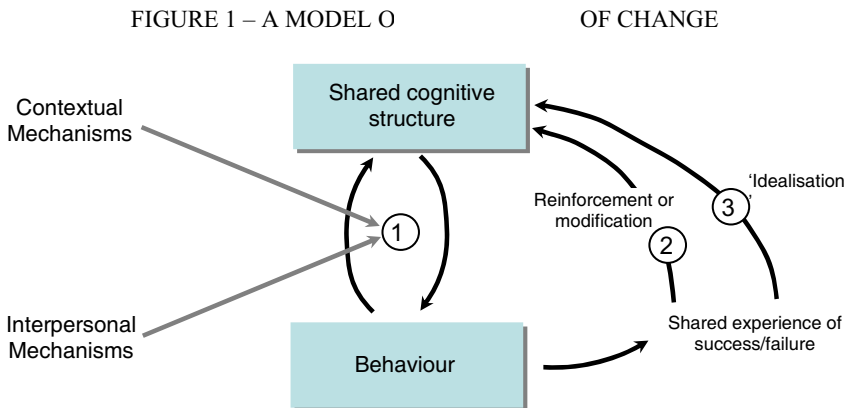 FIGURE 1 – A MODEL O OF CHANGE
Contextual
Mechanisms
Shared cognitive
structure
1
Reinforcement or
modification
2
‘Idealisation
’
3
Interpersonal
Mechanisms
Behaviour
Shared experience of
success/failure